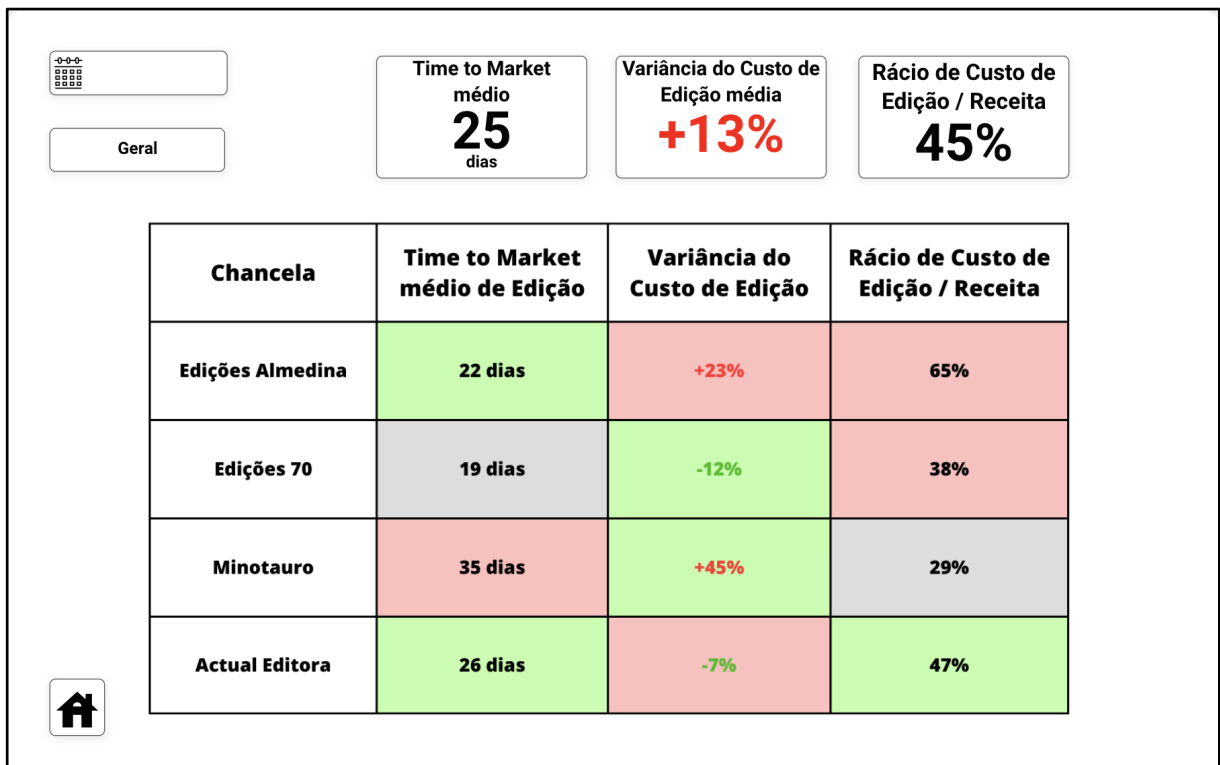 Time to Market
médio
25
dias
Variância do Custo de
Edição média
+13%
Rácio de Custo de
Edição / Receita
45%
Geral
Chancela
Time to Market
médio de Edição
Variância do
Custo de Edição
Rácio de Custo de
Edição / Receita
Edições Almedina
22 dias
+23%
65%
Edições 70
19 dias
-12%
38%
Minotauro
35 dias
+45%
29%
Actual Editora
26 dias
-7%
47%